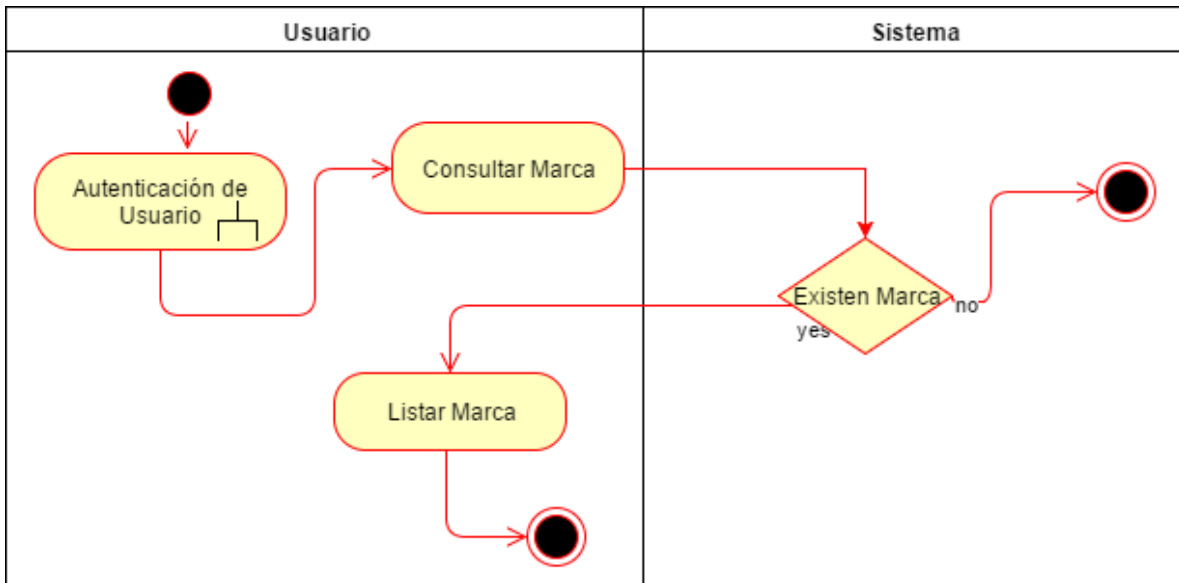 Usuario
Sistema
Autenticación de
Usuario
Consultar Marca
Existen Marca
no
yes
Listar Marca